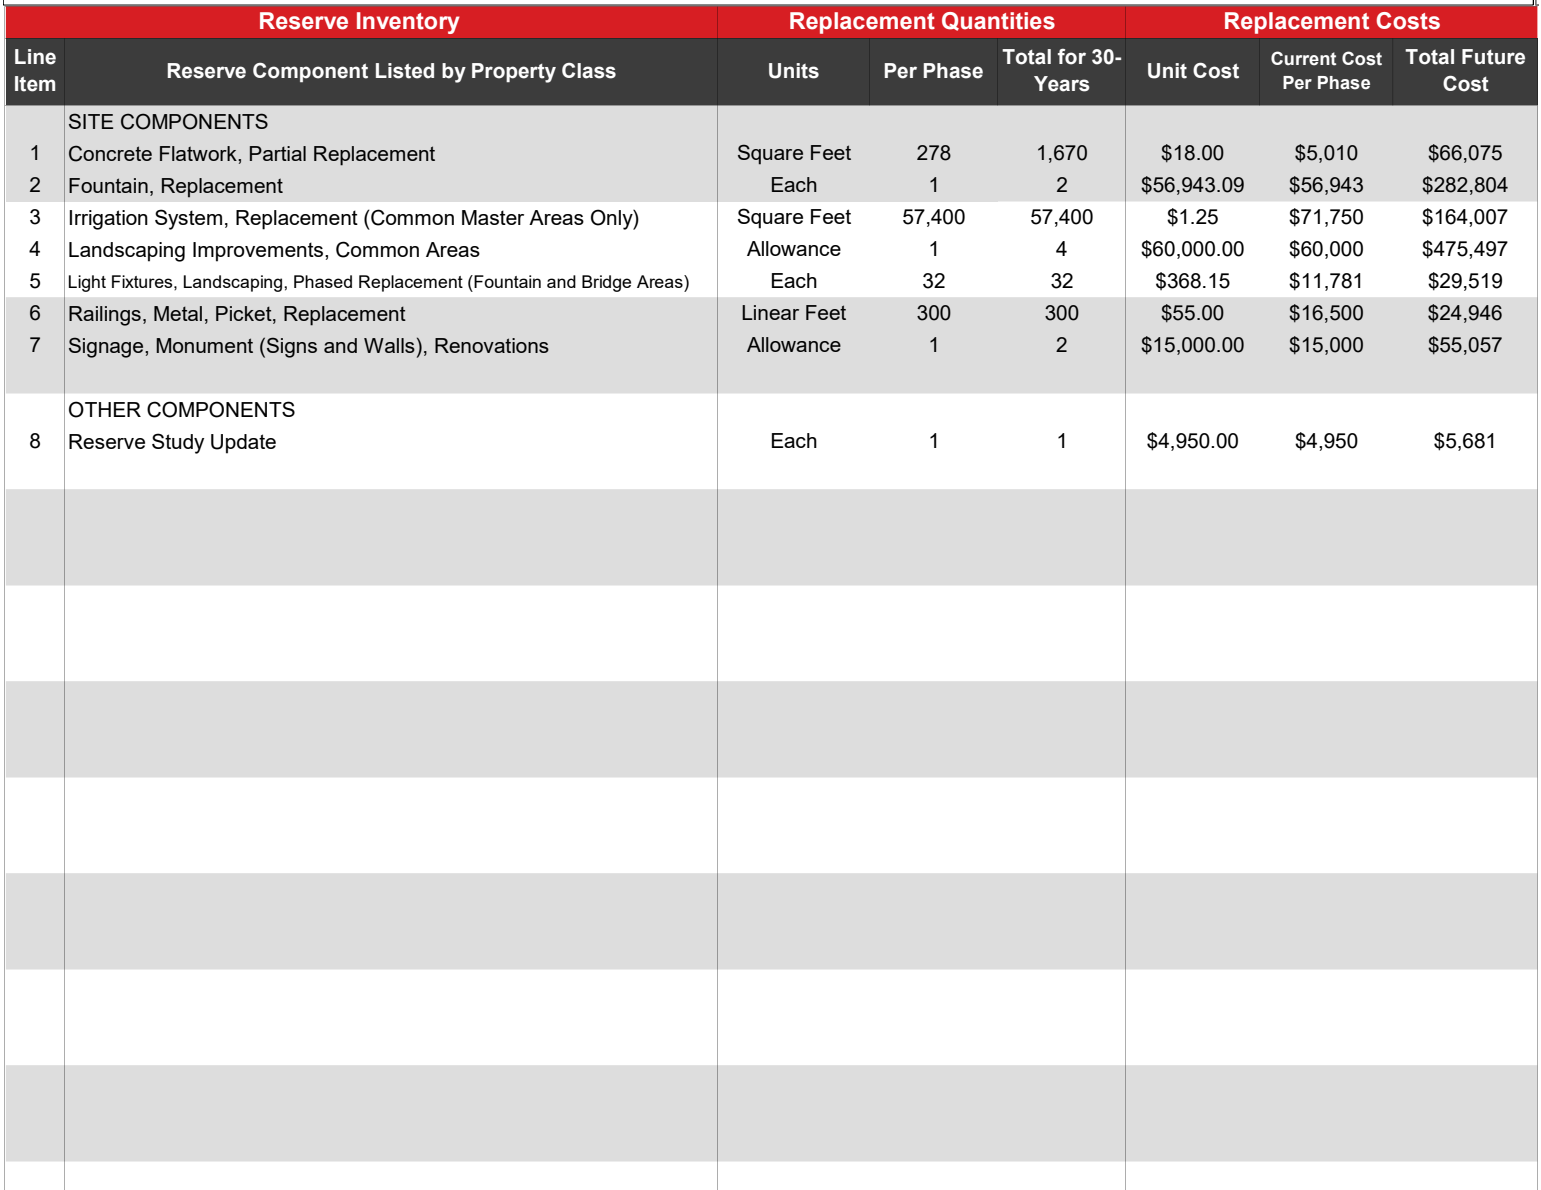 Reserve Inventory Replacement Quantities Replacement Costs
Line Item Reserve Component Listed by Property Class Units Per Phase Total for 30-Years Unit Cost Current Cost Per Phase Total Future Cost
SITE COMPONENTS
1 Concrete Flatwork, Partial Replacement Square Feet 278 1,670 $18.00 $5,010 $66,075
2 Fountain, Replacement Each 1 2 $56,943.09 $56,943 $282,804
3 Irrigation System, Replacement (Common Master Areas Only) Square Feet 57,400 57,400 $1.25 $71,750 $164,007
4 Landscaping Improvements, Common Areas Allowance 1 4 $60,000.00 $60,000 $475,497
5 Light Fixtures, Landscaping, Phased Replacement (Fountain and Bridge Areas) Each 32 32 $368.15 $11,781 $29,519
6 Railings, Metal, Picket, Replacement Linear Feet 300 300 $55.00 $16,500 $24,946
7 Signage, Monument (Signs and Walls), Renovations Allowance 1 2 $15,000.00 $15,000 $55,057
OTHER COMPONENTS
8 Reserve Study Update Each 1 1 $4,950.00 $4,950 $5,681